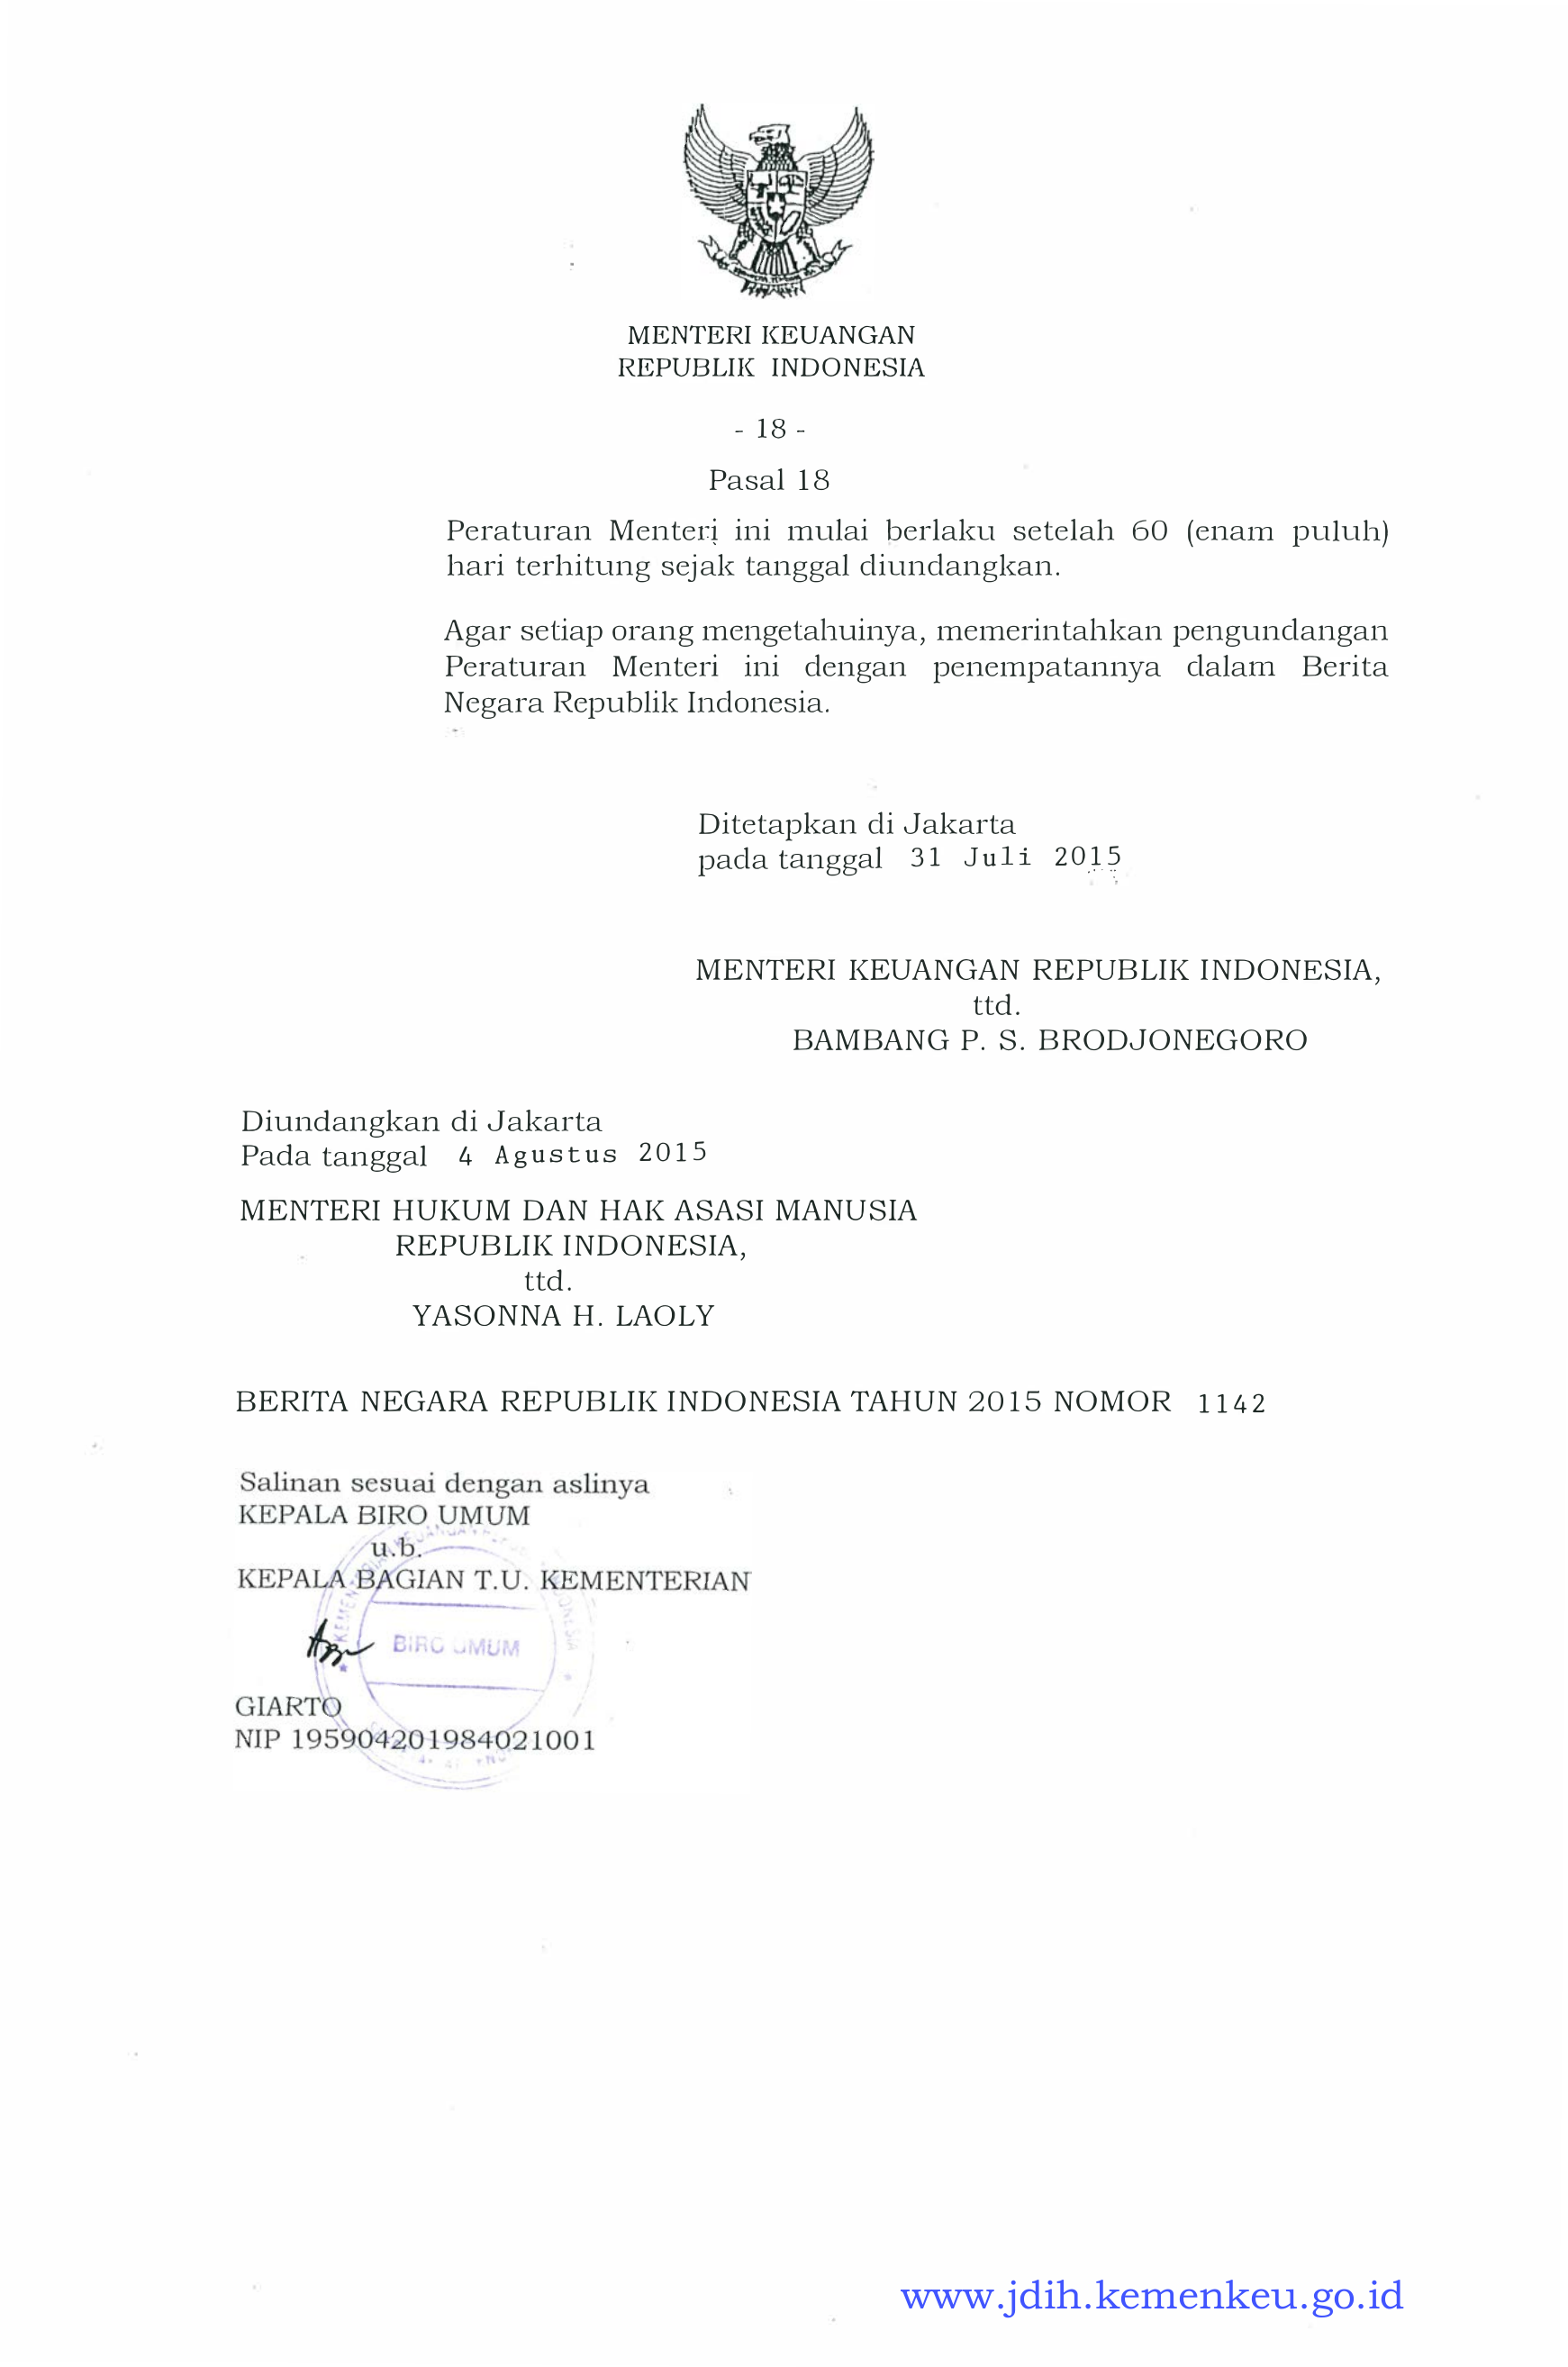 MENTERI KEUANGAN
REPUBLIK INDONESIA
- 18 -
Pasal 18
Peraturan Menteri ini mulai berlaku setelah 60 (enam puluh)
hari terhitung sejak tanggal diundangkan.
Agar setiap orang mengetahuinya, memerintahkan pengundangan
Peraturan Menteri ini dengan penempatannya dalam Berita
Negara Republik Indonesia.
Ditetapkan di Jakarta
pada tanggal 31 Juli 2015
MENTERI KEUANGAN REPUBLIK INDONESIA,
ttd.
BAMBANG P. S. BRODJONEGORO
Diundangkan di Jakarta
Pada tanggal 4 Agustus 2015
MENTERI HUKUM DAN HAK ASASI MANUSIA
REPUBLIK INDONESIA,
ttd.
YASONNA H. LAOLY
BERITA NEGARA REPUBLIK INDONESIA TAHUN 2015 NOMOR 1142
Salinan sesuai dengan aslinya
KEPALA BIRO UMUM
u.b.
KEPALA BAGIAN T.U. KEMENTERIAN
BIRO UMUM
GIARTO
NIP 195904201984021001
www.jdih.kemenkeu.go.id